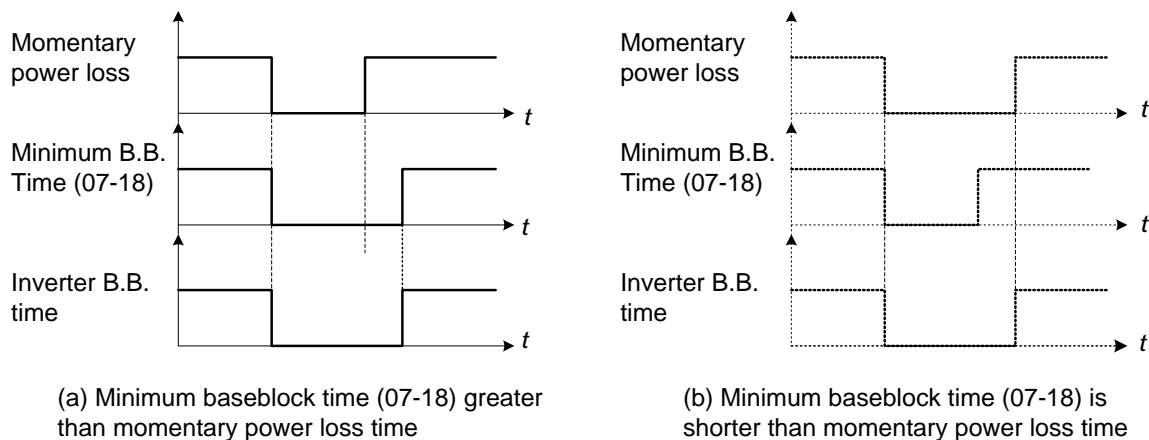 Momentary
power loss
t
Minimum B.B.
Time (07-18)
t
Inverter B.B.
time
t
(a) Minimum baseblock time (07-18) greater
than momentary power loss time
Momentary
power loss
t
Minimum B.B.
Time (07-18)
t
Inverter B.B.
time
t
(b) Minimum baseblock time (07-18) is
shorter than momentary power loss time